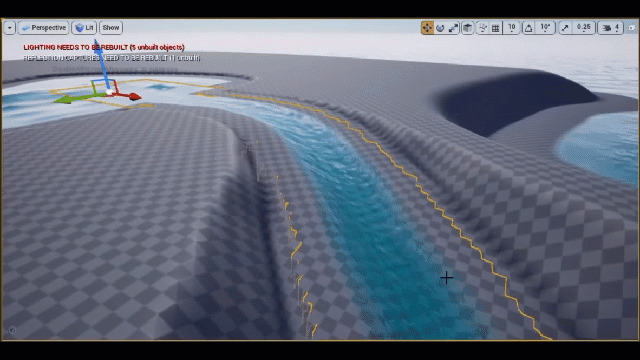 Perspective Lit Show 10 10° 0.25 4
LIGHTING NEEDS TO BE REBUILT (5 unbuilt objects)
REFLECTION CAPTURES NEED TO BE REBUILT (1 unbuilt)